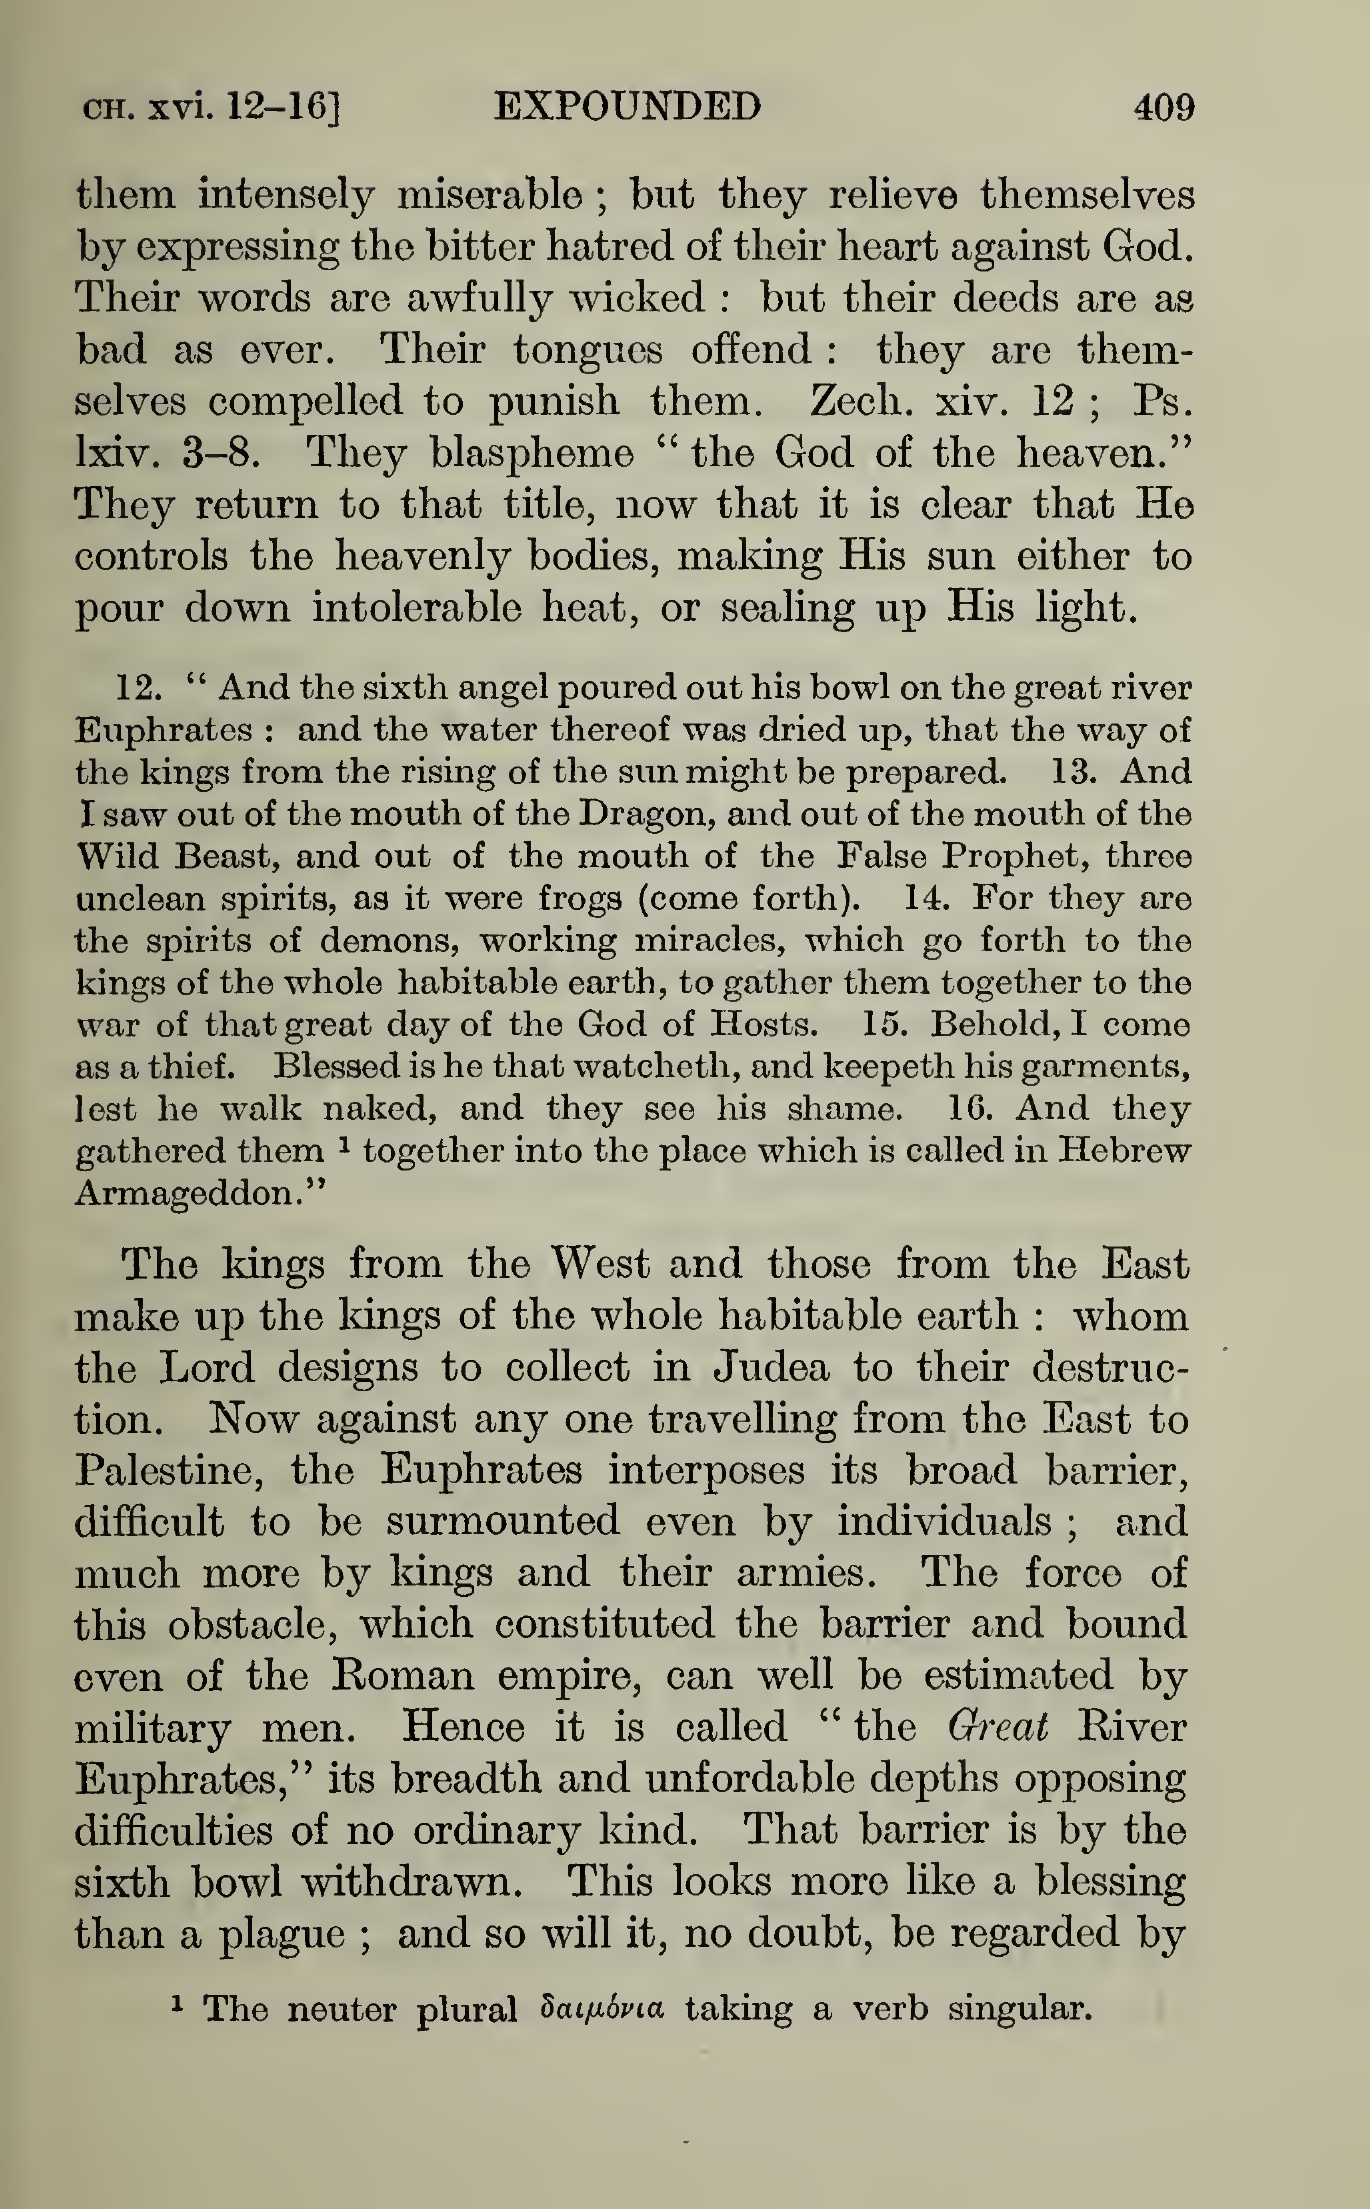 CH. xvi. 12–16] EXPOUNDED 409
them intensely miserable ; but they relieve themselves
by expressing the bitter hatred of their heart against God.
Their words are awfully wicked : but their deeds are as
bad as ever. Their tongues offend : they are them-
selves compelled to punish them. Zech. xiv. 12 ; Ps.
lxiv. 3–8. They blaspheme “ the God of the heaven.”
They return to that title, now that it is clear that He
controls the heavenly bodies, making His sun either to
pour down intolerable heat, or sealing up His light.
12. “ And the sixth angel poured out his bowl on the great river
Euphrates : and the water thereof was dried up, that the way of
the kings from the rising of the sun might be prepared. 13. And
I saw out of the mouth of the Dragon, and out of the mouth of the
Wild Beast, and out of the mouth of the False Prophet, three
unclean spirits, as it were frogs (come forth). 14. For they are
the spirits of demons, working miracles, which go forth to the
kings of the whole habitable earth, to gather them together to the
war of that great day of the God of Hosts. 15. Behold, I come
as a thief. Blessed is he that watcheth, and keepeth his garments,
lest he walk naked, and they see his shame. 16. And they
gathered them ¹ together into the place which is called in Hebrew
Armageddon.”
The kings from the West and those from the East
make up the kings of the whole habitable earth : whom
the Lord designs to collect in Judea to their destruc-
tion. Now against any one travelling from the East to
Palestine, the Euphrates interposes its broad barrier,
difficult to be surmounted even by individuals ; and
much more by kings and their armies. The force of
this obstacle, which constituted the barrier and bound
even of the Roman empire, can well be estimated by
military men. Hence it is called “ the Great River
Euphrates,” its breadth and unfordable depths opposing
difficulties of no ordinary kind. That barrier is by the
sixth bowl withdrawn. This looks more like a blessing
than a plague ; and so will it, no doubt, be regarded by
¹ The neuter plural δαιμόνια taking a verb singular.